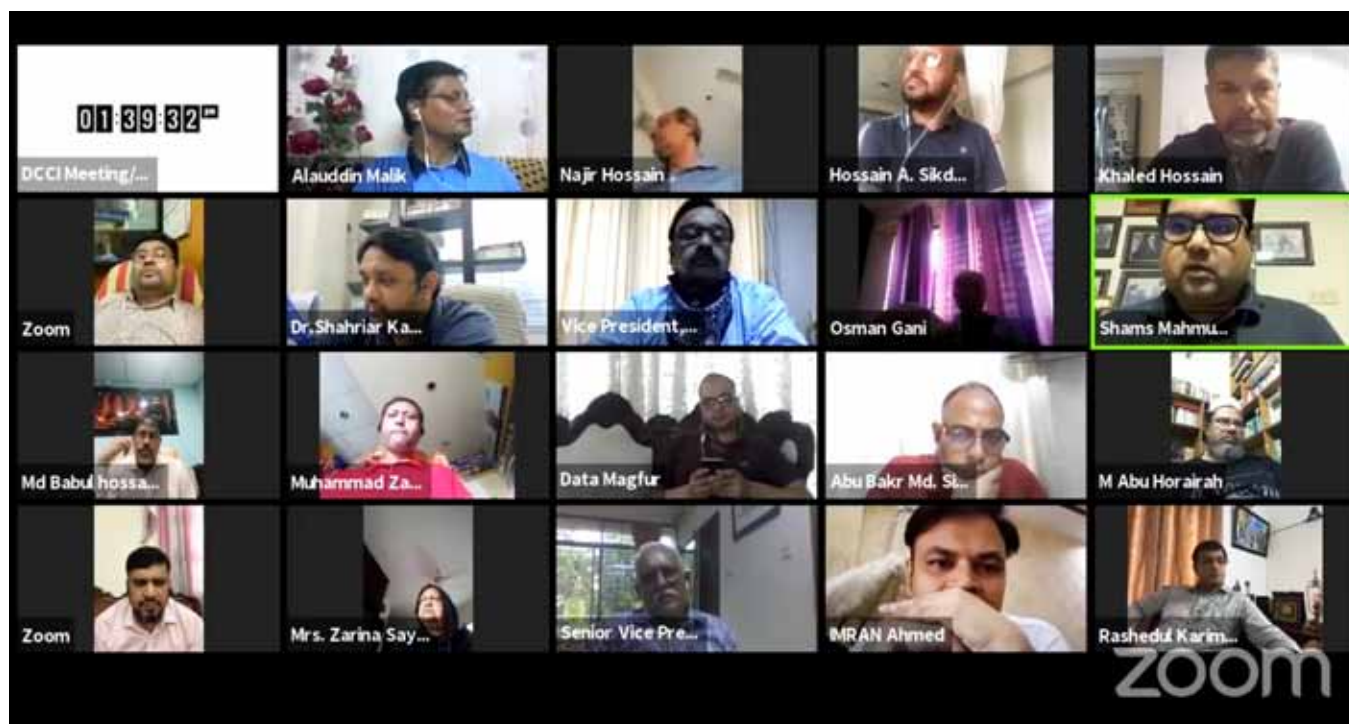 01:39:32 PM
DCCI Meeting/...
Alauddin Malik
Najir Hossain .
Hossain A. Sikd...
Khaled Hossain
Zoom
Dr.Shahriar Ka...
Vice President,...
Osman Gani
Shams Mahmu...
Md Babul hossa...
Muhammad Za...
Data Magfur
Abu Bakr Md. Si...
M Abu Horairah
Zoom
Mrs. Zarina Say...
Senior Vice Pre...
IMRAN Ahmed
Rashedul Karim...
zoom